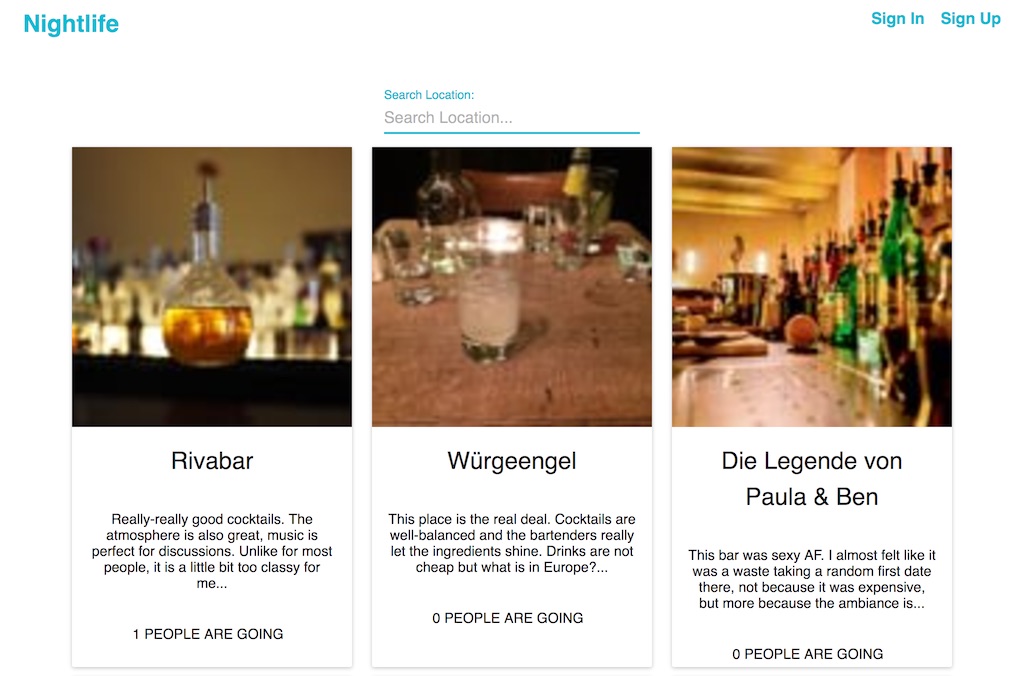 Nightlife
Sign In Sign Up
Search Location:
Search Location...
Rivabar
Really-really good cocktails. The
atmosphere is also great, music is
perfect for discussions. Unlike for most
people, it is a little bit too classy for
me...
1 PEOPLE ARE GOING
Würgeengel
This place is the real deal. Cocktails are
well-balanced and the bartenders really
let the ingredients shine. Drinks are not
cheap but what is in Europe?...
0 PEOPLE ARE GOING
Die Legende von
Paula & Ben
This bar was sexy AF. I almost felt like it
was a waste taking a random first date
there, not because it was expensive,
but more because the ambiance is...
0 PEOPLE ARE GOING